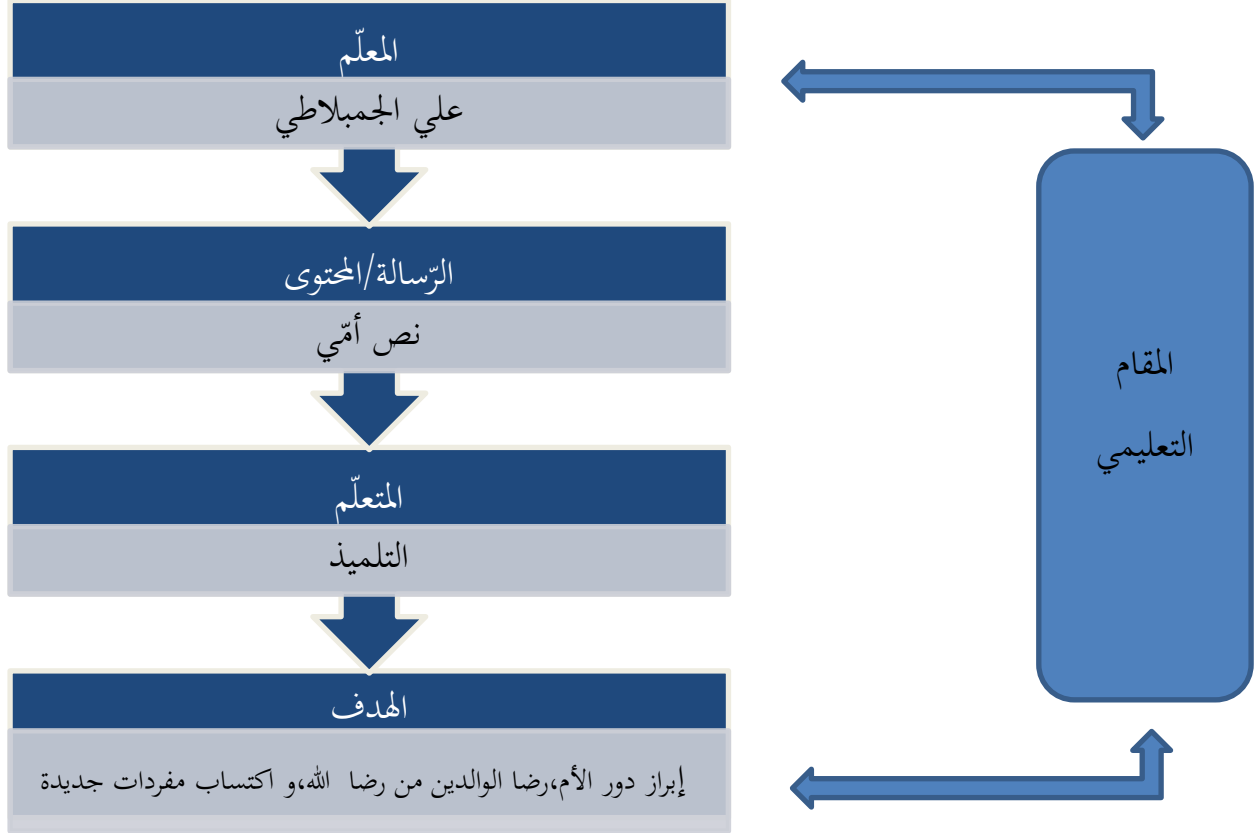 المعلّم
علي الجمبلاطي
الرّسالة/المحتوى
نص أمّي
المتعلّم
التلميذ
الهدف
إبراز دور الأم،رضا الوالدين من رضا الله،و اكتساب مفردات جديدة
المقام
التعليمي